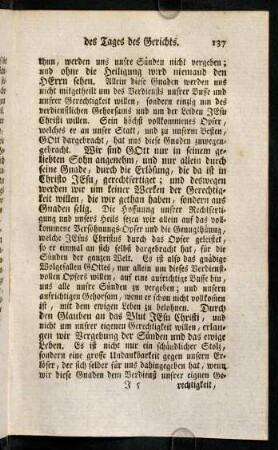 des Tages des Gerichts. 137
thun, werden uns unsre Sünden nicht vergeben;
und ohne die Heiligung wird niemand den
HErrn sehen. Allein diese Gnaden werden uns
nicht mitgetheilt um des Verdiensts unsrer Busse und
unsrer Gerechtigkeit willen, sondern einzig um des
verdienstlichen Gehorsams und um der Leiden JEsu
Christi willen. Sein höchst vollkommenes Opfer,
welches er an unser Statt, und zu unserm Besten,
GOtt dargebracht, hat uns diese Gnaden zuwegen-
gebracht. Wir sind GOtt nur in seinem ge-
liebten Sohn angenehm, und nur allein durch
seine Gnade, durch die Erlösung, die da ist in
Christo JEsu, gerechtfertiget; und deswegen
werden wir um keiner Werken der Gerechtig-
keit willen, die wir gethan haben, sondern aus
Gnaden selig. Die Hoffnung unsrer Rechtferti-
gung und unsers Heils sezen wir allein auf das voll-
kommene Versöhnungs-Opfer und die Genugthüung,
welche JEsus Christus durch das Opfer geleistet,
so er einmal an sich selbst dargebracht hat, für die
Sünden der ganzen Welt. Es ist also das gnädige
Wolgefallen GOttes, nur allein um dieses Verdienst-
vollen Opfers willen, auf eine aufrichtige Busse hin,
uns alle unsre Sünden zu vergeben; und unsern
aufrichtigen Gehorsam, wenn er schon nicht vollkommen
ist, mit dem ewigen Leben zu belohnen. Durch
den Glauben an das Blut JEsu Christi, und
nicht um unsrer eigenen Gerechtigkeit willen, erlan-
gen wir Vergebung der Sünden und das ewige
Leben. Es ist nicht nur ein schändlicher Stolz,
sondern eine grosse Undankbarkeit gegen unsern Er-
löser, der sich selber für uns dahingegeben hat, wenn
wir diese Gnaden dem Verdienst unsrer eignen Ge-
J 5 rechtigkeit,